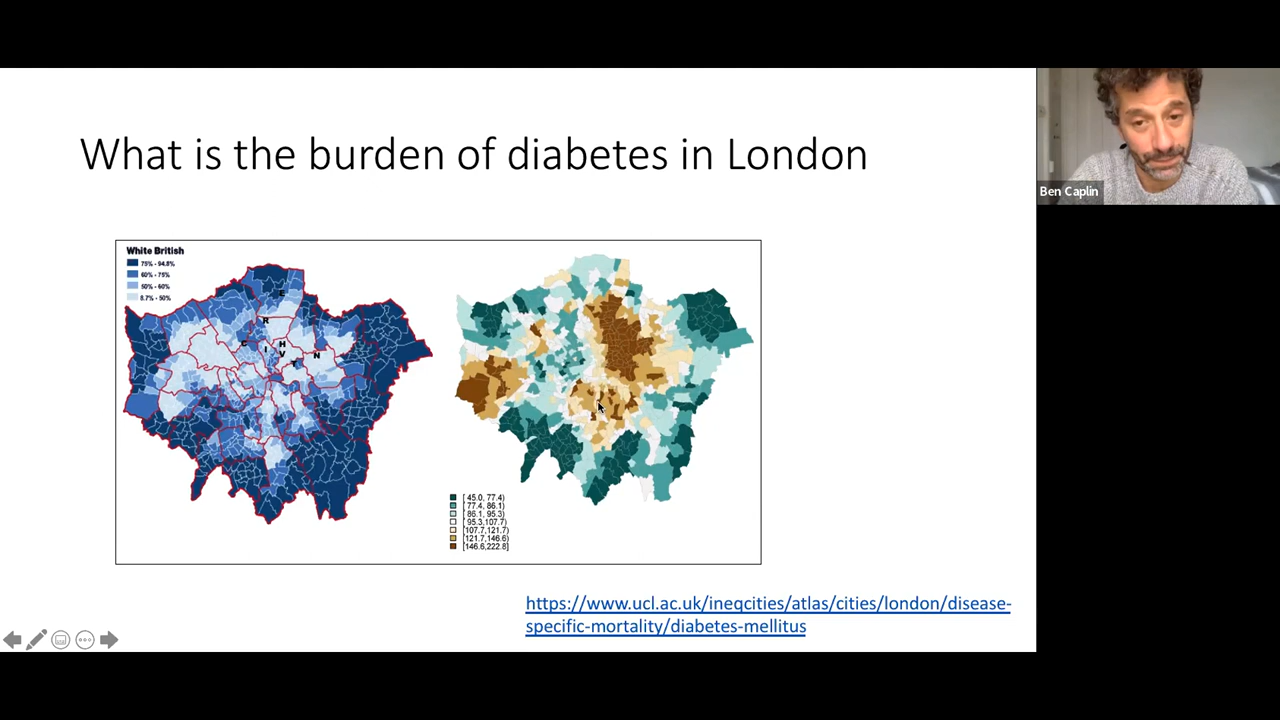 What is the burden of diabetes in London
Ben Caplin
White British
75% - 94.8%
60% - 75%
50% - 60%
8.7% - 50%
E
R
C
H
I
V
N
T
[ 45.0, 77.4)
[ 77.4, 86.1)
[ 86.1, 95.3)
[ 95.3,107.7)
[107.7,121.7)
[121.7,146.6)
[146.6,222.8]
https://www.ucl.ac.uk/ineqcities/atlas/cities/london/disease-
specific-mortality/diabetes-mellitus